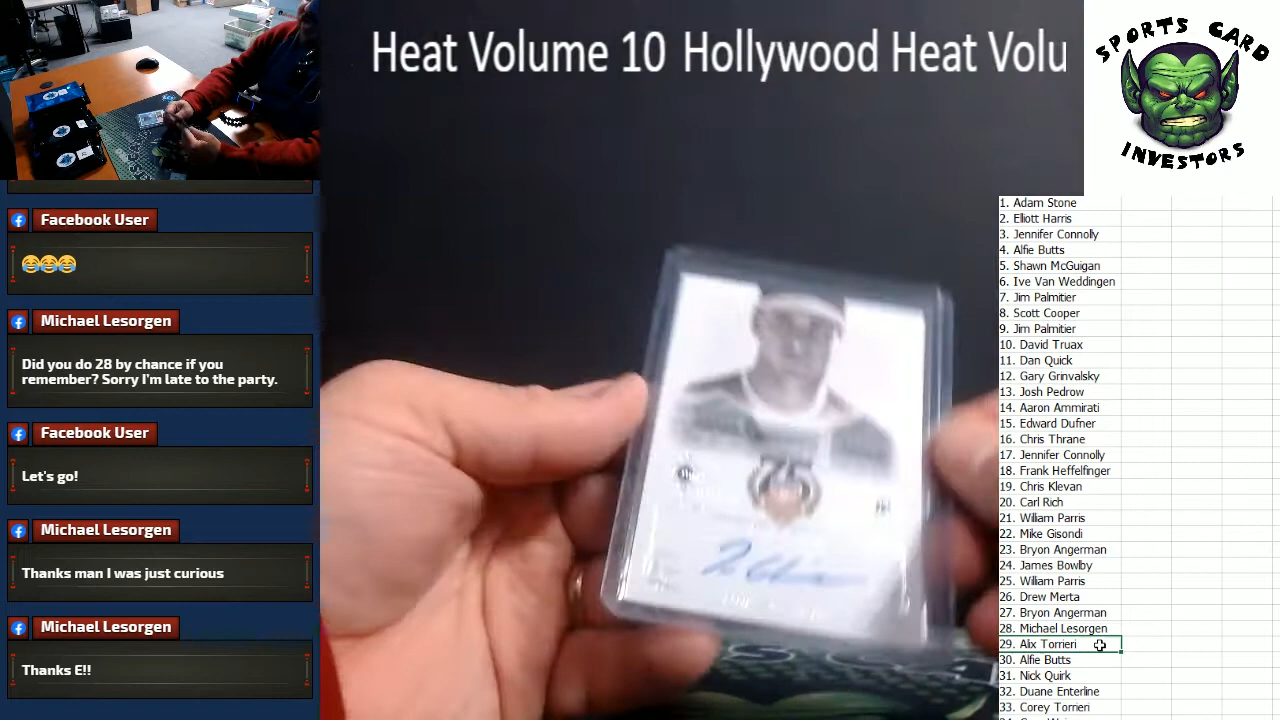 Heat Volume 10 Hollywood Heat Volu
SPORTS CARD
INVESTORS
Facebook User
😂😂😂
Michael Lesorgen
Did you do 28 by chance if you
remember? Sorry I'm late to the party.
Facebook User
Let's go!
Michael Lesorgen
Thanks man I was just curious
Michael Lesorgen
Thanks E!!
75
1. Adam Stone
2. Elliott Harris
3. Jennifer Connolly
4. Alfie Butts
5. Shawn McGuigan
6. Ive Van Weddingen
7. Jim Palmitier
8. Scott Cooper
9. Jim Palmitier
10. David Truax
11. Dan Quick
12. Gary Grinvalsky
13. Josh Pedrow
14. Aaron Ammirati
15. Edward Dufner
16. Chris Thrane
17. Jennifer Connolly
18. Frank Heffelfinger
19. Chris Klevan
20. Carl Rich
21. William Parris
22. Mike Gisondi
23. Bryon Angerman
24. James Bowlby
25. William Parris
26. Drew Merta
27. Bryon Angerman
28. Michael Lesorgen
29. Alix Torrieri
30. Alfie Butts
31. Nick Quirk
32. Duane Enterline
33. Corey Torrieri